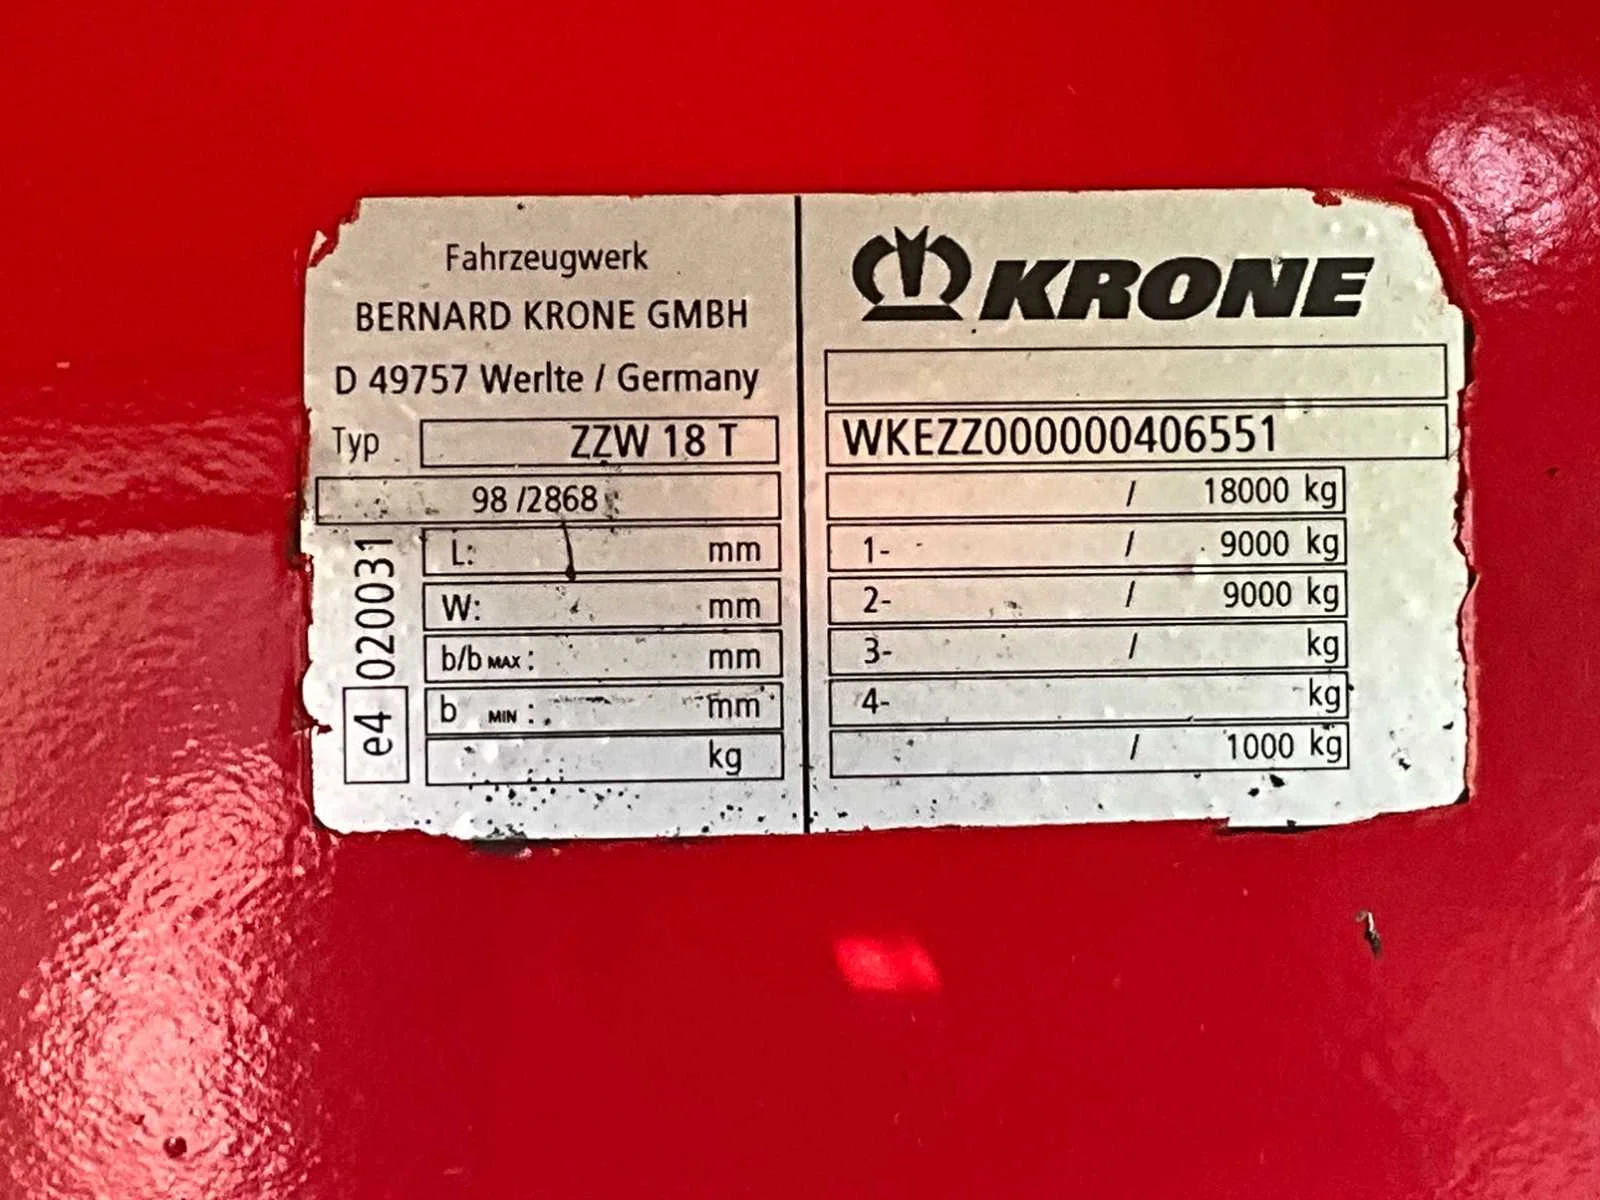 Fahrzeugwerk
BERNARD KRONE GMBH
D 49757 Werlte / Germany
Typ ZZW 18 T
98 /2868
L: mm
W: mm
b/b MAX : mm
b MIN : mm
kg
e4 020031
KRONE
WKEZZ000000406551
/ 18000 kg
1- / 9000 kg
2- / 9000 kg
3- / kg
4- kg
/ 1000 kg